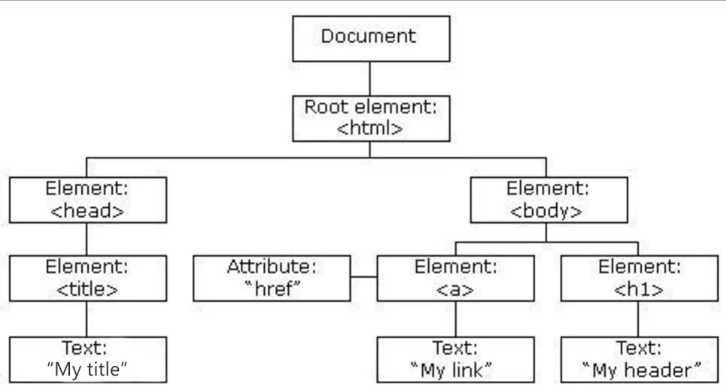 Document
Root element:
<html>
Element:
<head>
Element:
<body>
Element:
<title>
Attribute:
“href”
Element:
<a>
Element:
<h1>
Text:
“My title”
Text:
“My link”
Text:
“My header”